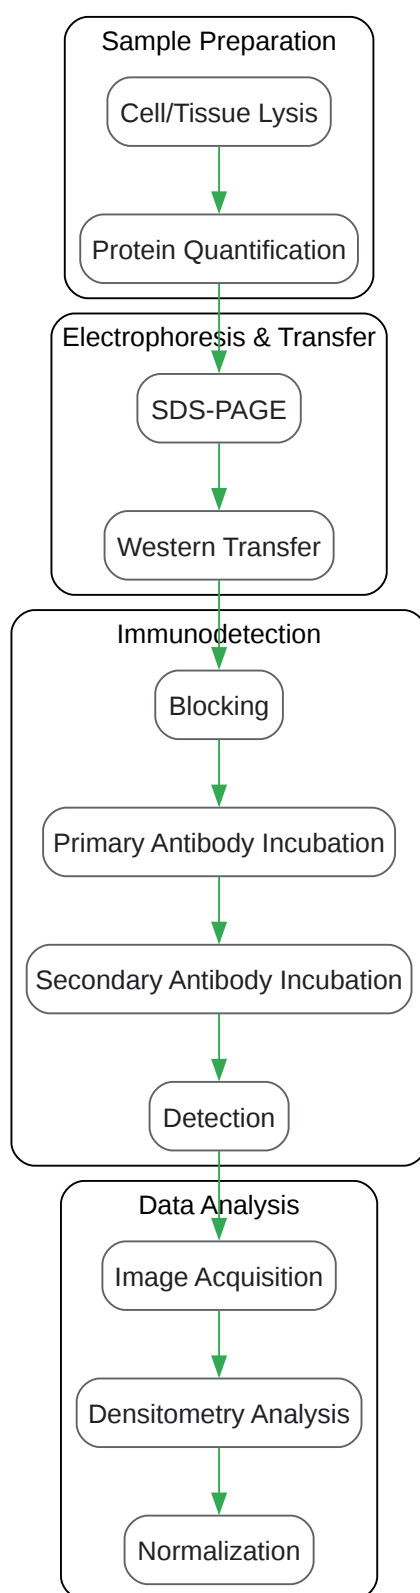 Sample Preparation
Cell/Tissue Lysis
Protein Quantification
Electrophoresis & Transfer
SDS-PAGE
Western Transfer
Immunodetection
Blocking
Primary Antibody Incubation
Secondary Antibody Incubation
Detection
Data Analysis
Image Acquisition
Densitometry Analysis
Normalization